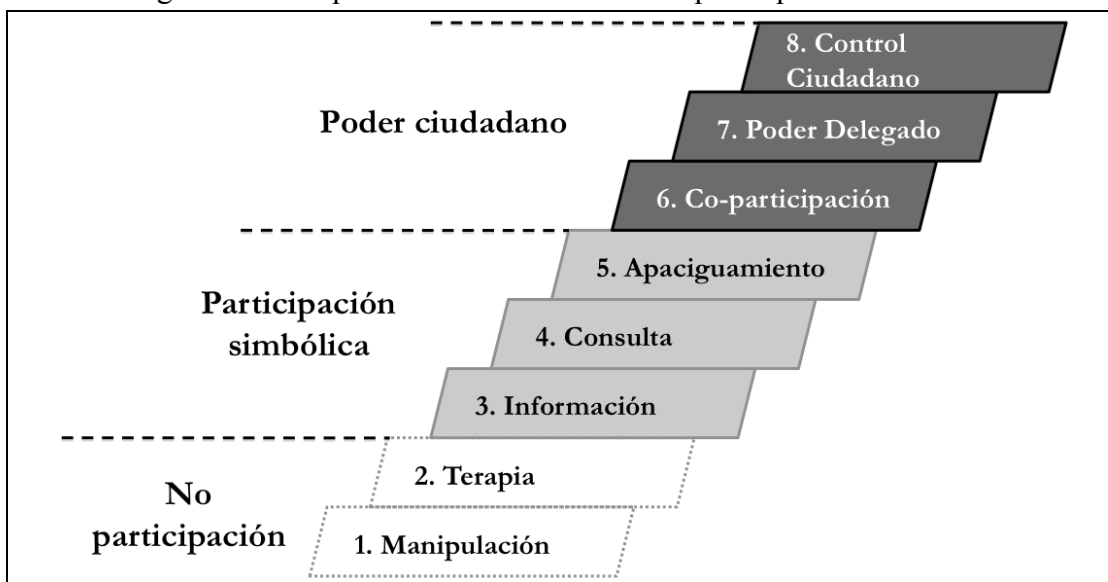 8. Control
Ciudadano
Poder ciudadano
7. Poder Delegado
6. Co-participación
5. Apaciguamiento
Participación
simbólica
4. Consulta
3. Información
2. Terapia
No
participación
1. Manipulación